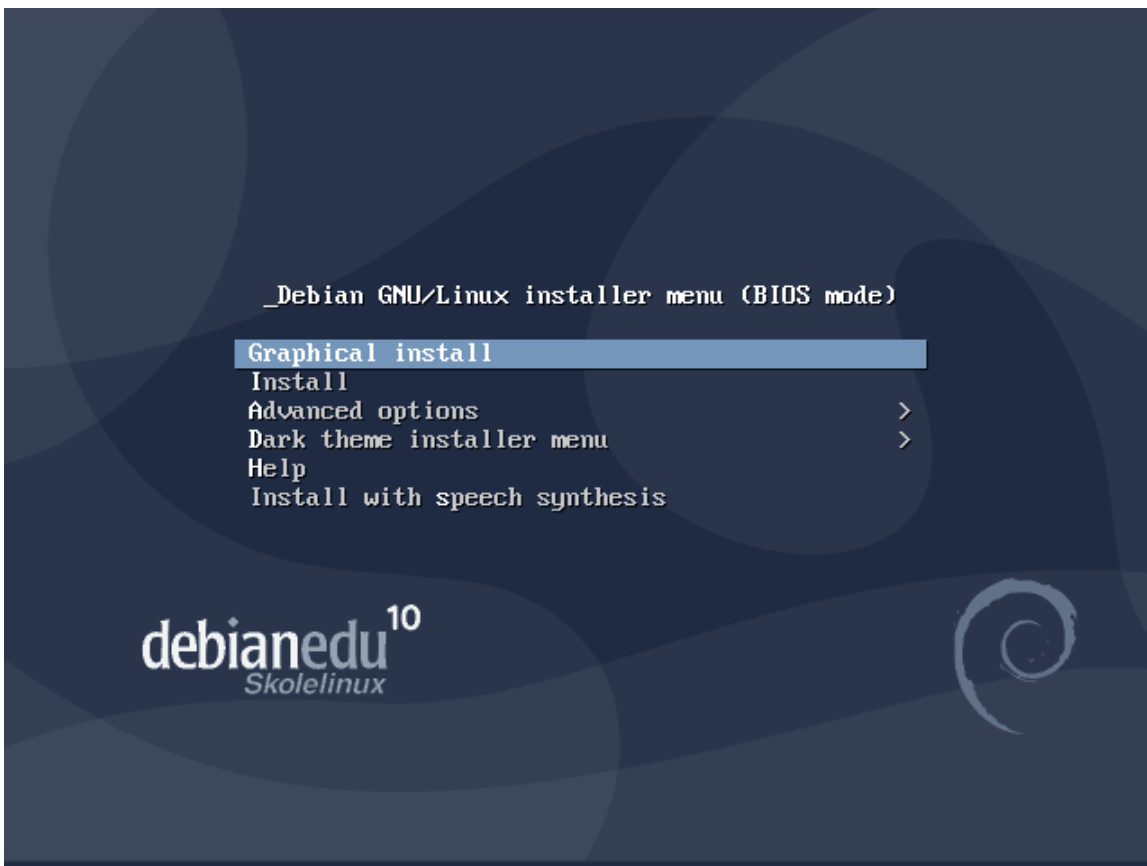 _Debian GNU/Linux installer menu (BIOS mode)
Graphical install
Install
Advanced options >
Dark theme installer menu >
Help
Install with speech synthesis
debianedu10
Skolelinux